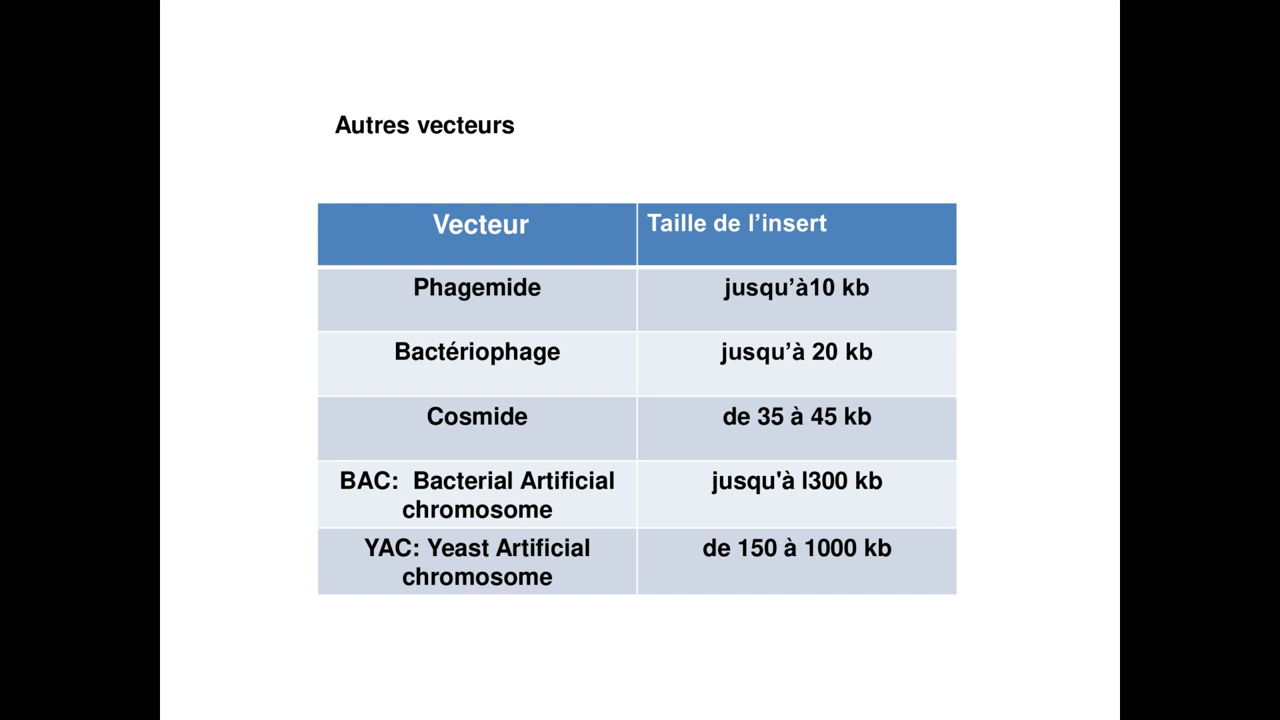 Autres vecteurs
Vecteur
Taille de l’insert
Phagemide
jusqu’à10 kb
Bactériophage
jusqu’à 20 kb
Cosmide
de 35 à 45 kb
BAC:  Bacterial Artificial
chromosome
jusqu'à l300 kb
YAC: Yeast Artificial
chromosome
de 150 à 1000 kb